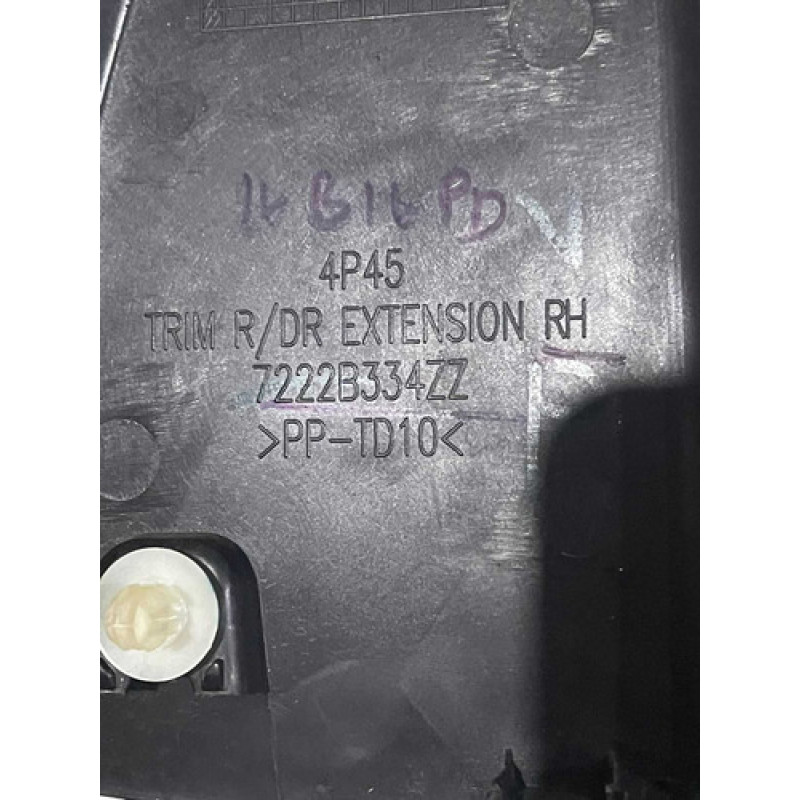 4P45
TRIM R/DR EXTENSION RH
7222B334ZZ
>PP-TD10<